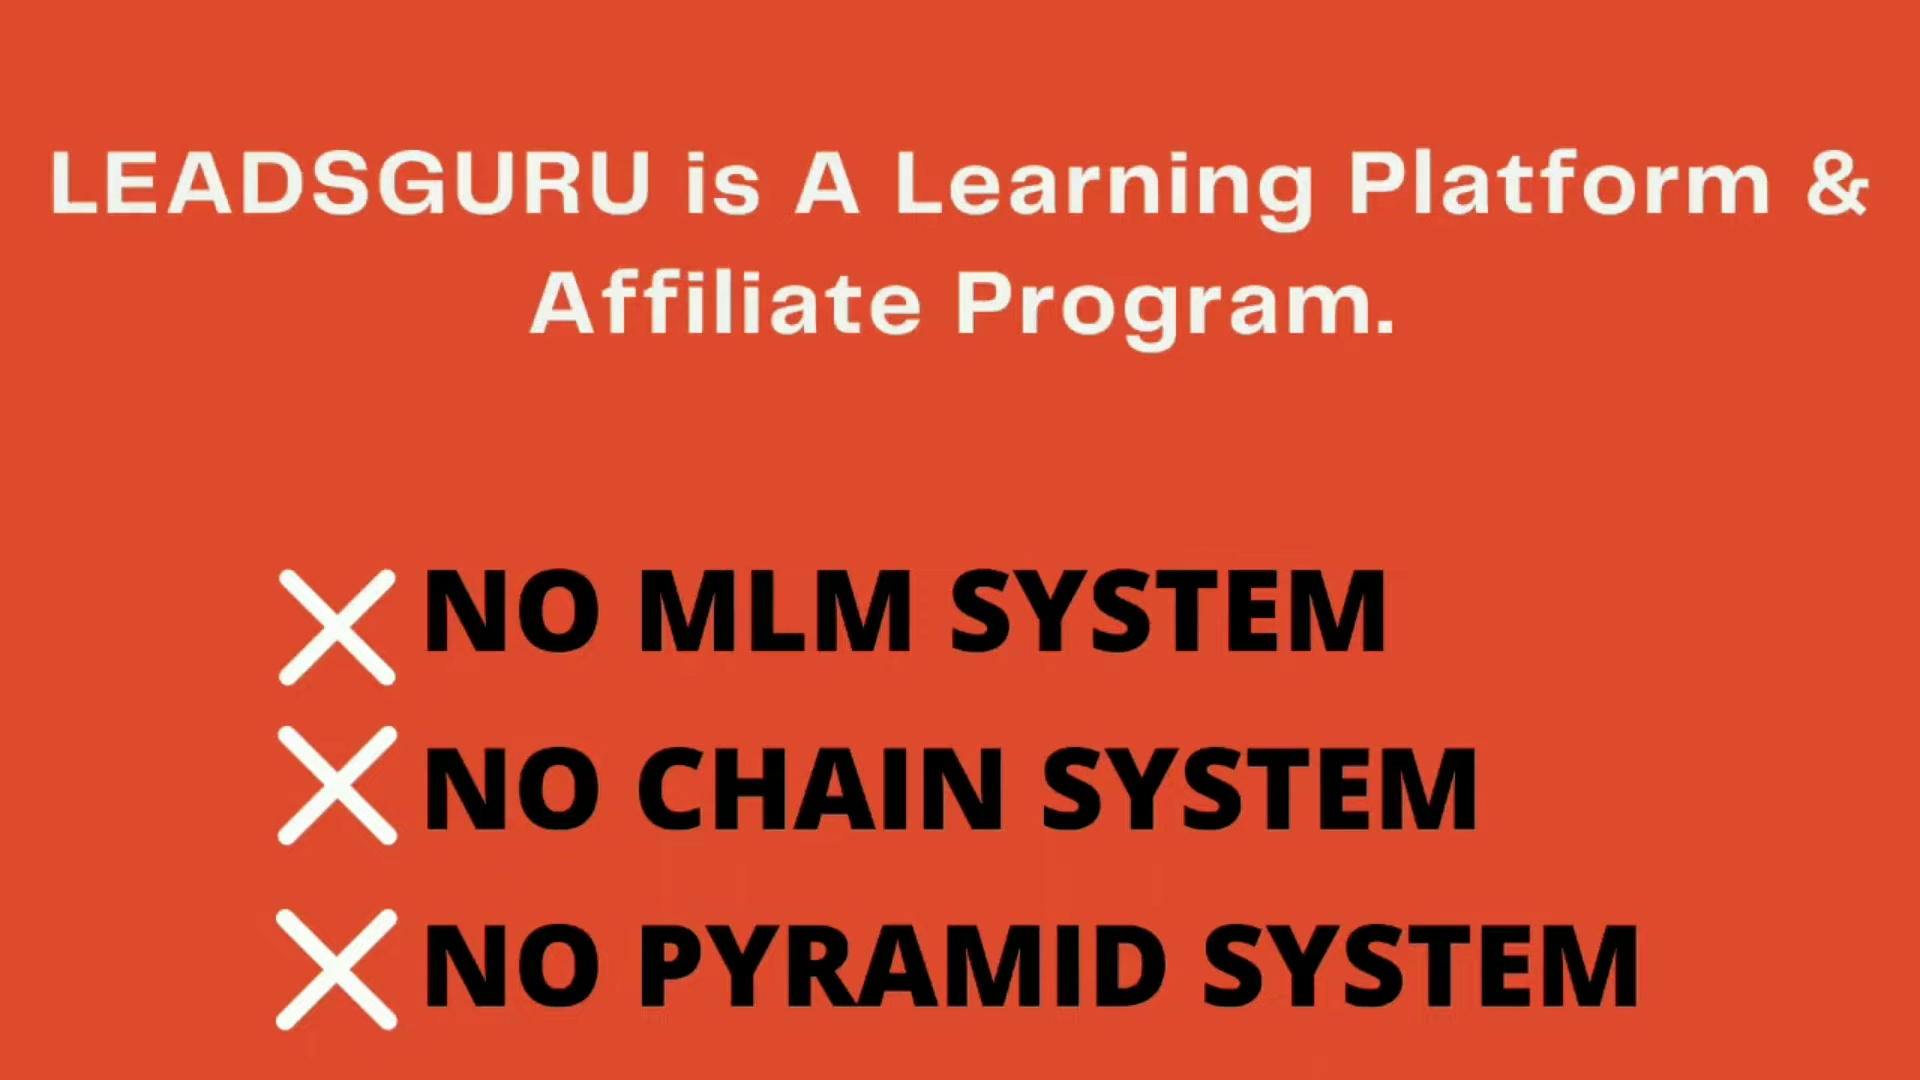 LEADSGURU is A Learning Platform &
Affiliate Program.
NO MLM SYSTEM
NO CHAIN SYSTEM
NO PYRAMID SYSTEM